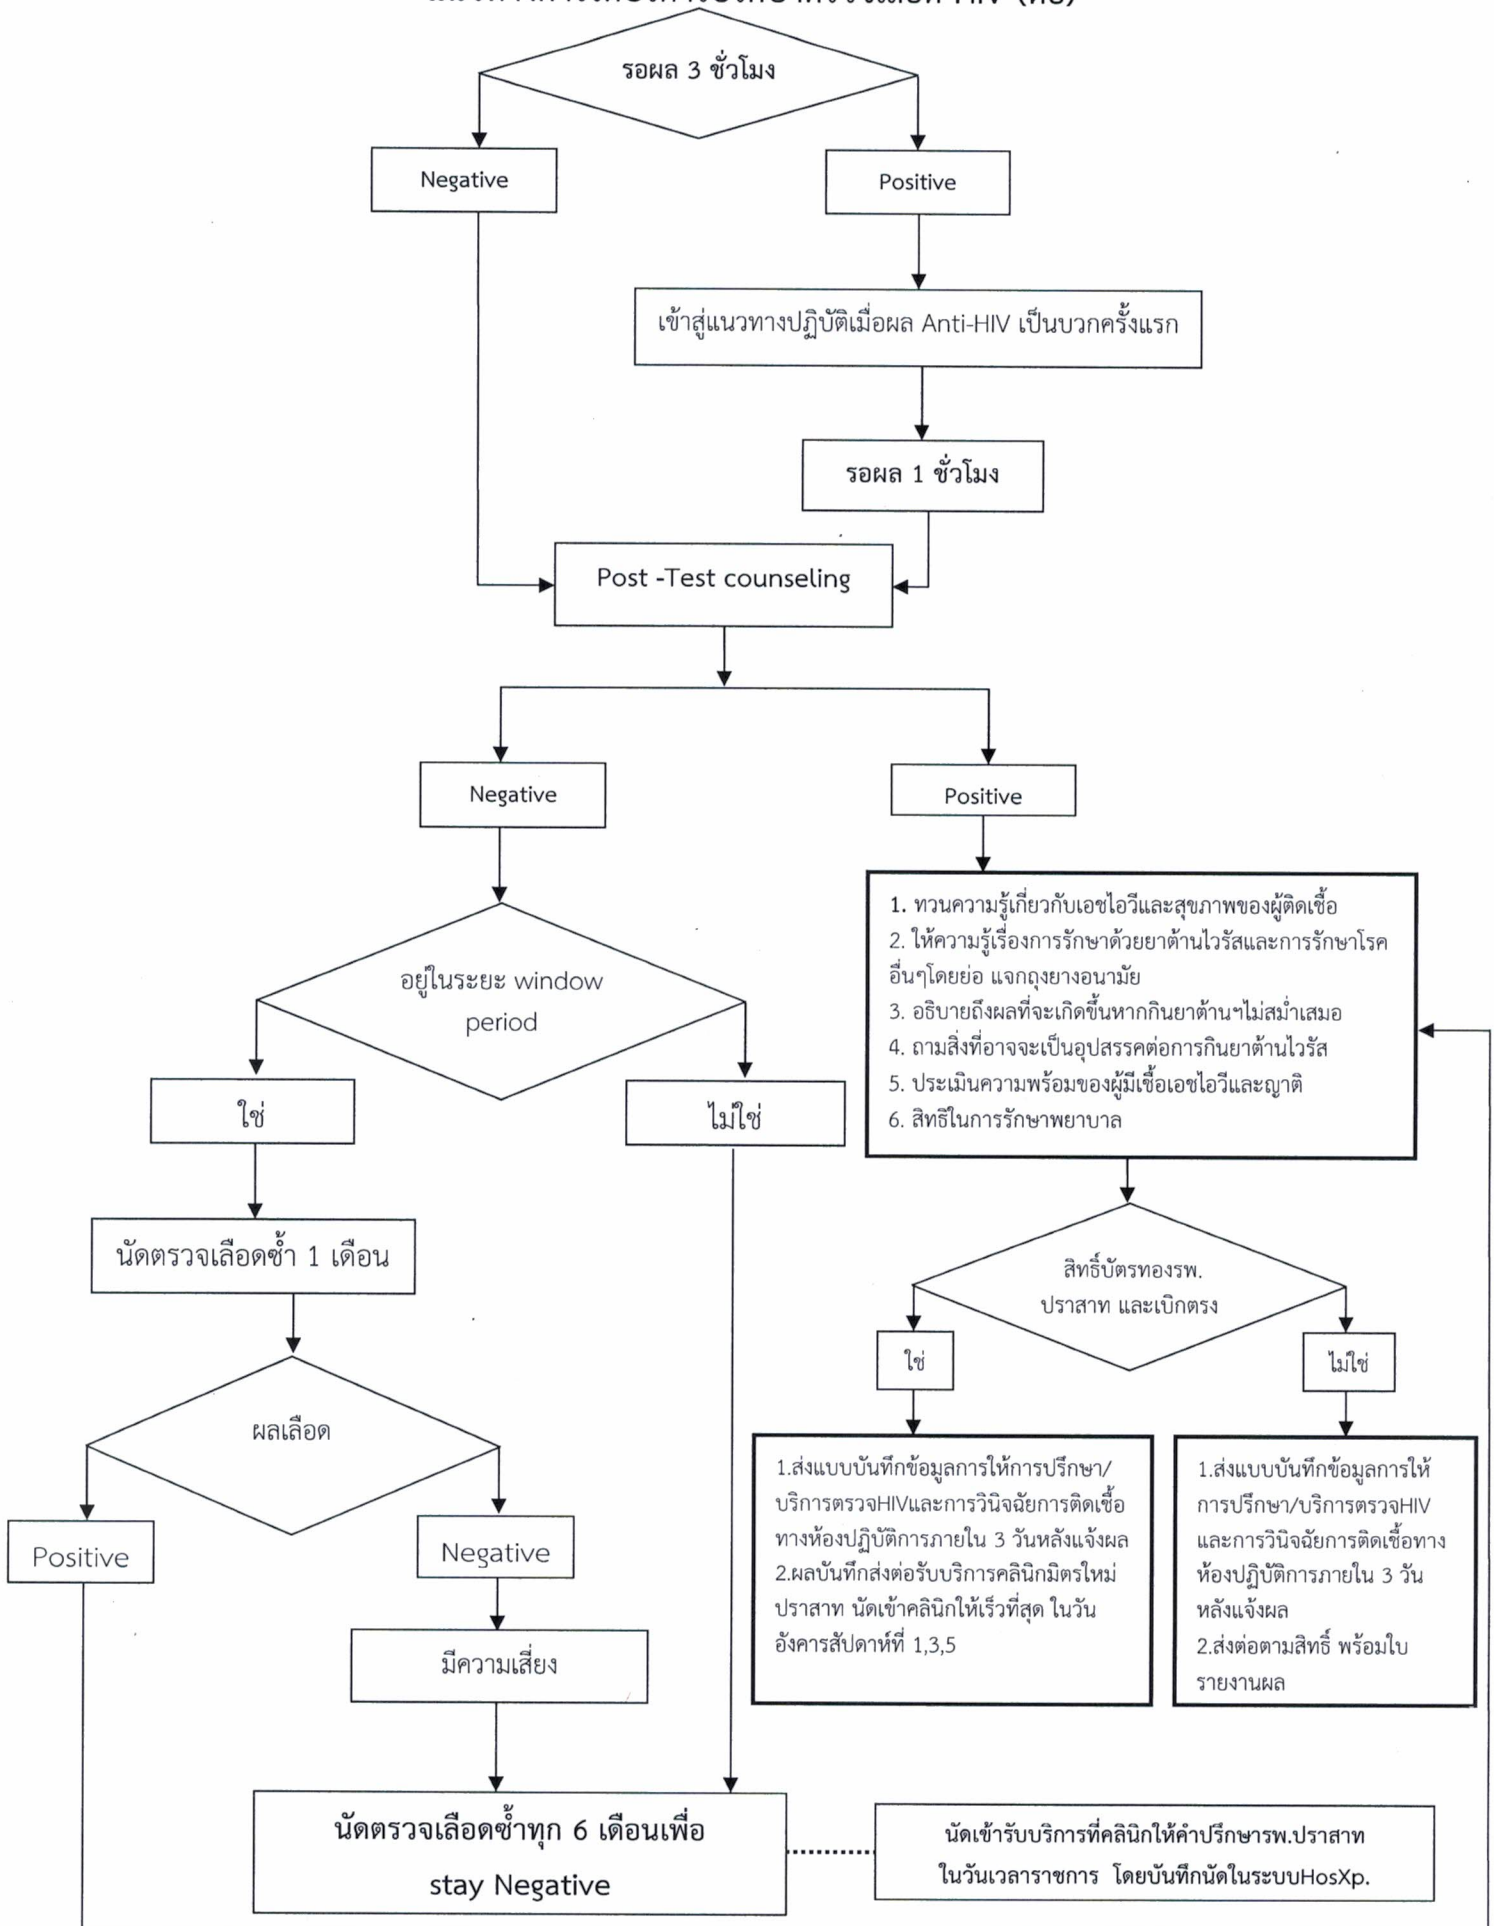 HIV (ต่อ)
รอผล 3 ชั่วโมง
Negative
Positive
เข้าสู่แนวทางปฏิบัติเมื่อผล Anti-HIV เป็นบวกครั้งแรก
รอผล 1 ชั่วโมง
Post -Test counseling
Negative
Positive
อยู่ในระยะ window
period
ใช่
ไม่ใช่
1. ทวนความรู้เกี่ยวกับเอชไอวีและสุขภาพของผู้ติดเชื้อ
2. ให้ความรู้เรื่องการรักษาด้วยยาต้านไวรัสและการรักษาโรค
อื่นๆโดยย่อ แจกถุงยางอนามัย
3. อธิบายถึงผลที่จะเกิดขึ้นหากกินยาต้านฯไม่สม่ำเสมอ
4. ถามสิ่งที่อาจจะเป็นอุปสรรคต่อการกินยาต้านไวรัส
5. ประเมินความพร้อมของผู้มีเชื้อเอชไอวีและญาติ
6. สิทธิในการรักษาพยาบาล
นัดตรวจเลือดซ้ำ 1 เดือน
สิทธิ์บัตรทองรพ.
ปราสาท และเบิกตรง
ใช่
ไม่ใช่
ผลเลือด
Positive
Negative
1.ส่งแบบบันทึกข้อมูลการให้การปรึกษา/
บริการตรวจHIVและการวินิจฉัยการติดเชื้อ
ทางห้องปฏิบัติการภายใน 3 วันหลังแจ้งผล
2.ผลบันทึกส่งต่อรับบริการคลินิกมิตรใหม่
ปราสาท นัดเข้าคลินิกให้เร็วที่สุด ในวัน
อังคารสัปดาห์ที่ 1,3,5
1.ส่งแบบบันทึกข้อมูลการให้
การปรึกษา/บริการตรวจHIV
และการวินิจฉัยการติดเชื้อทาง
ห้องปฏิบัติการภายใน 3 วัน
หลังแจ้งผล
2.ส่งต่อตามสิทธิ์ พร้อมใบ
รายงานผล
มีความเสี่ยง
นัดตรวจเลือดซ้ำทุก 6 เดือนเพื่อ
stay Negative
นัดเข้ารับบริการที่คลินิกให้คำปรึกษารพ.ปราสาท
ในวันเวลาราชการ โดยบันทึกนัดในระบบHosXp.